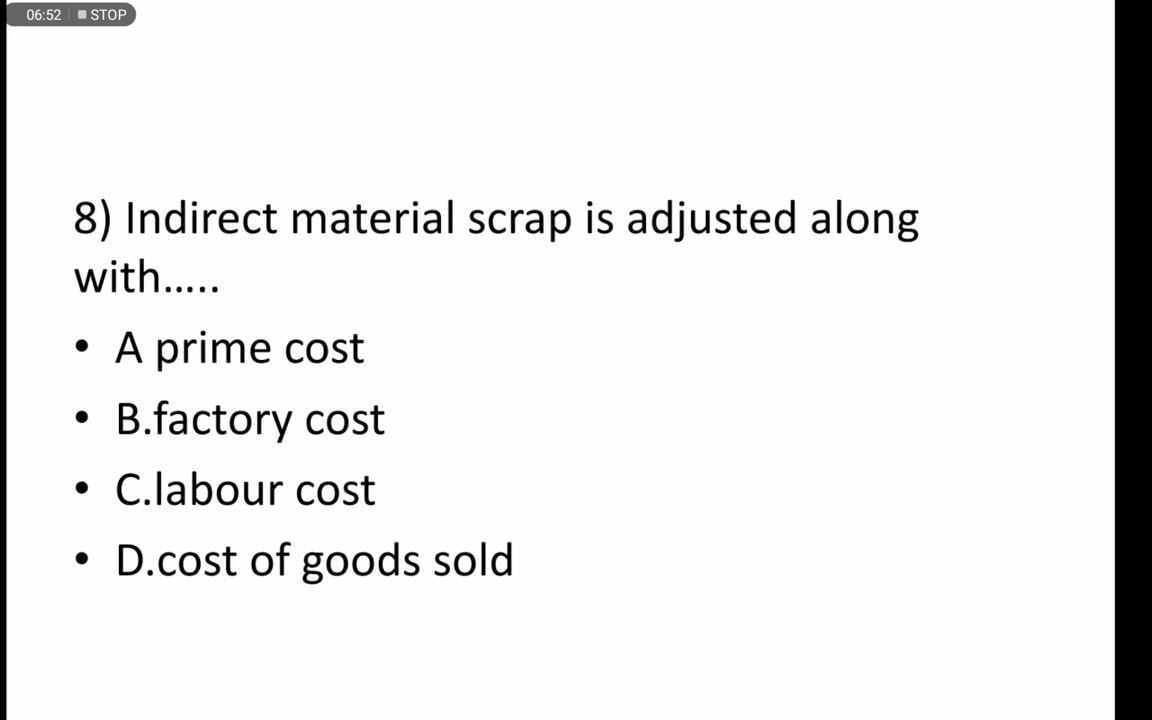 06:52 STOP
8) Indirect material scrap is adjusted along
with.....
• A prime cost
• B.factory cost
• C.labour cost
• D.cost of goods sold